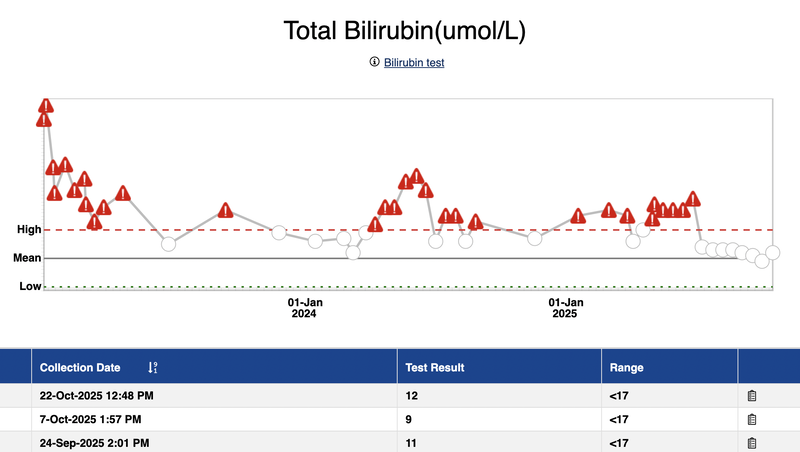 Total Bilirubin(umol/L)
Bilirubin test
High
Mean
Low
01-Jan
2024
01-Jan
2025
Collection Date Test Result Range
22-Oct-2025 12:48 PM 12 <17
7-Oct-2025 1:57 PM 9 <17
24-Sep-2025 2:01 PM 11 <17